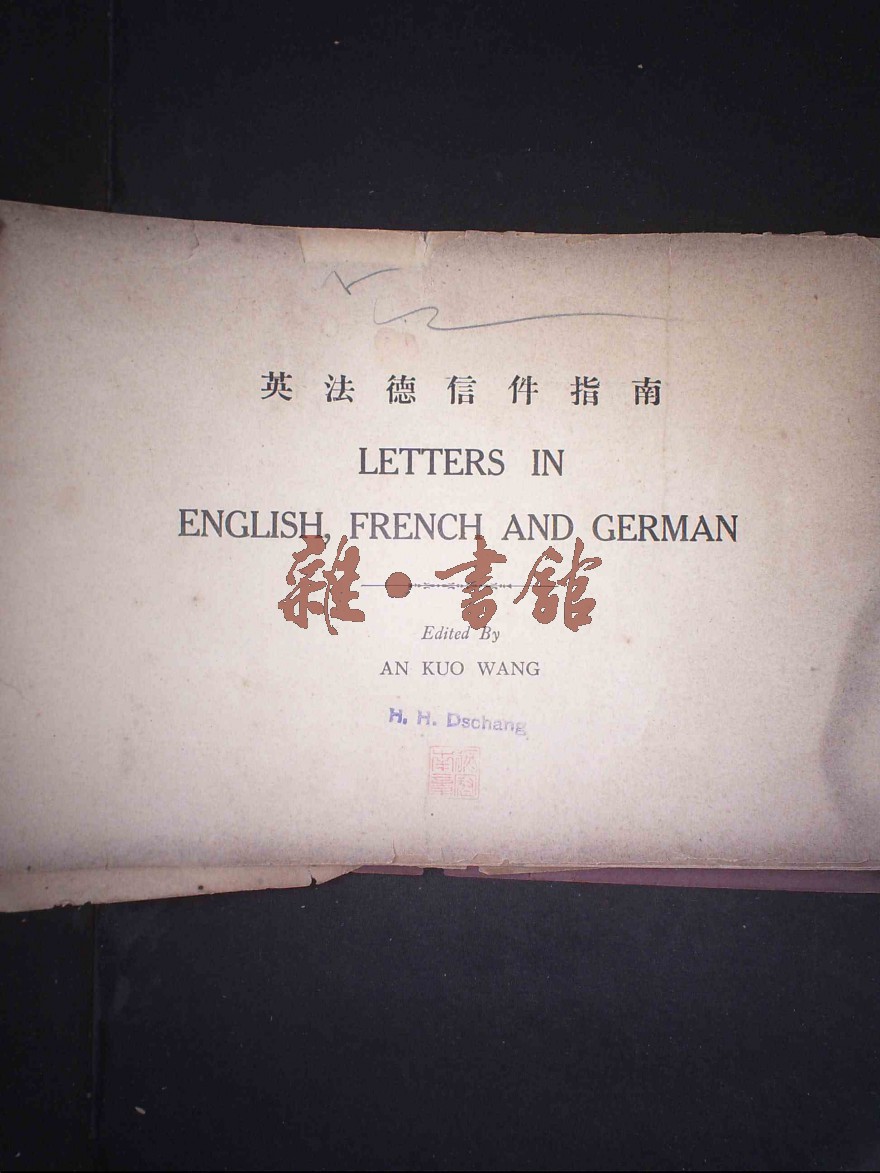 英法德信件指南
LETTERS IN
ENGLISH, FRENCH AND GERMAN
雜·書館
Edited By
AN KUO WANG
H. H. Dschang